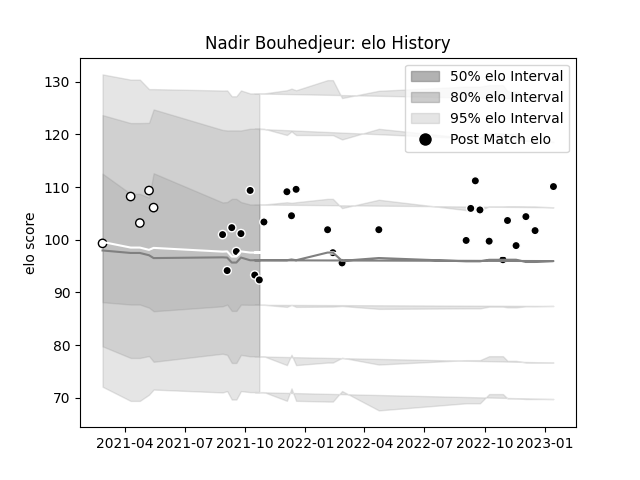 Nadir Bouhedjeur: elo History
50% elo Interval
80% elo Interval
95% elo Interval
Post Match elo
elo score
130
120
110
100
90
80
70
2021-04 2021-07 2021-10 2022-01 2022-04 2022-07 2022-10 2023-01